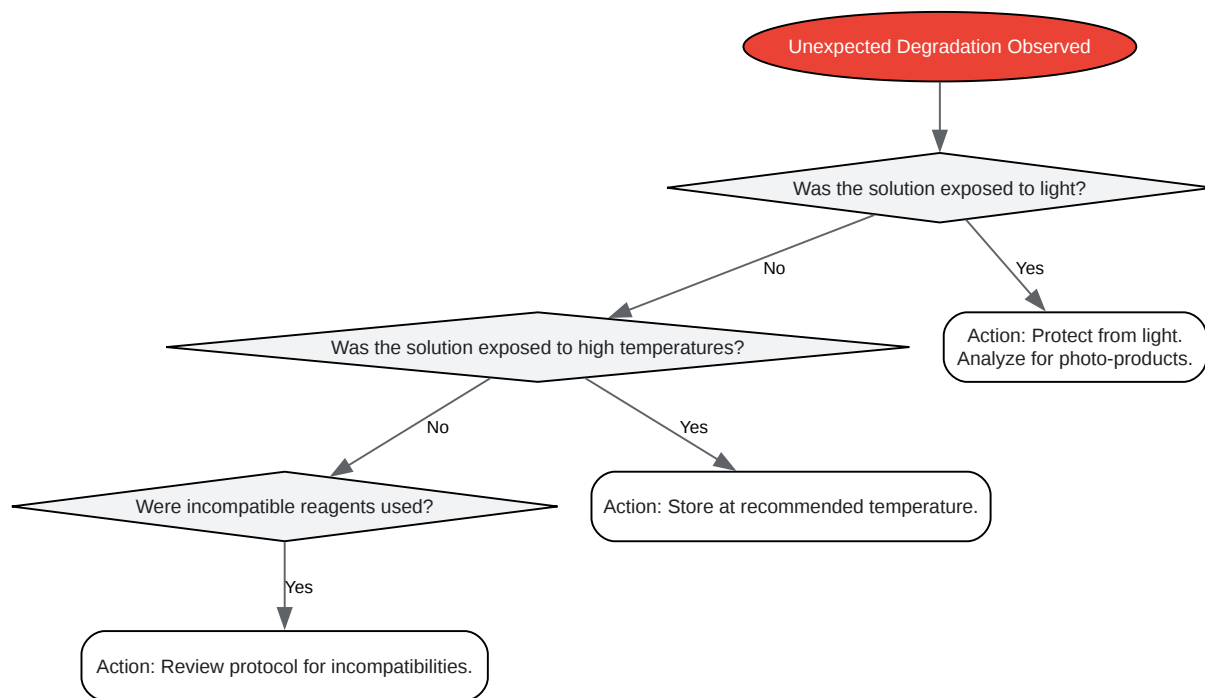 Unexpected Degradation Observed
Was the solution exposed to light?
No
Yes
Was the solution exposed to high temperatures?
Action: Protect from light.
Analyze for photo-products.
No
Yes
Were incompatible reagents used?
Action: Store at recommended temperature.
Yes
Action: Review protocol for incompatibilities.